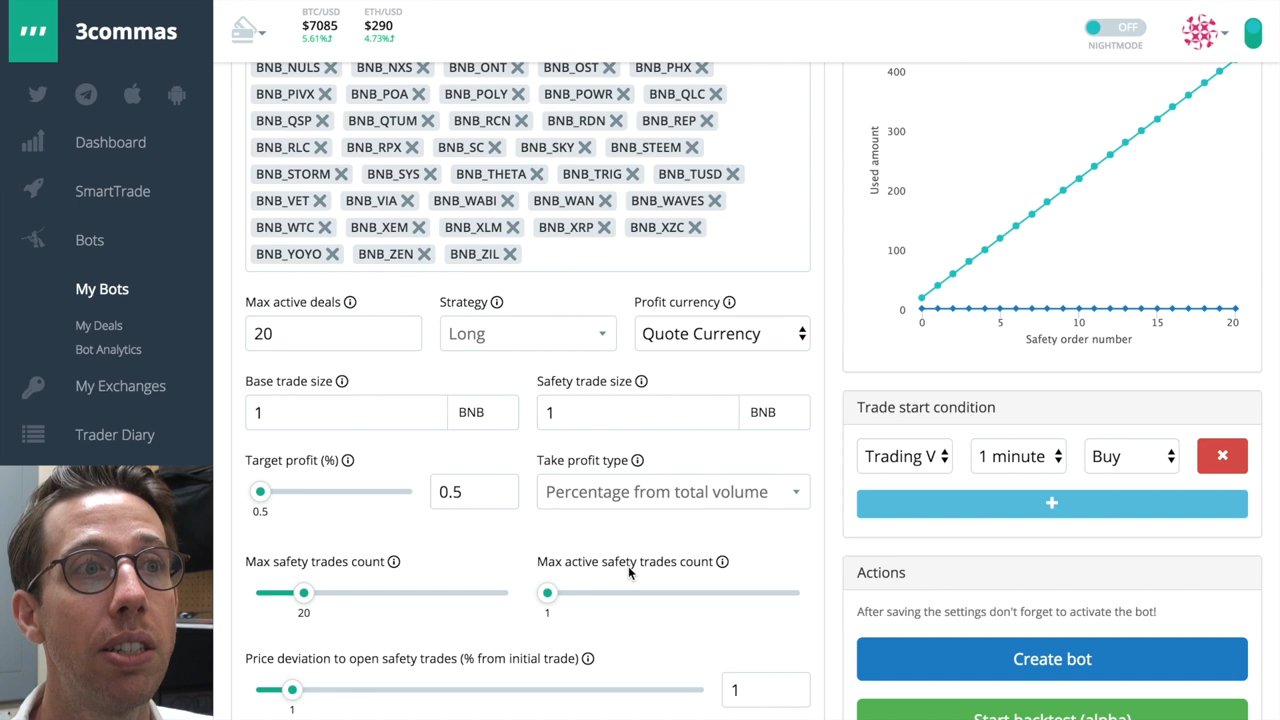 3commas
BTC/USD
$7085
5.61%
ETH/USD
$290
4.73%
OFF
NIGHTMODE
Dashboard
SmartTrade
Bots
My Bots
My Deals
Bot Analytics
My Exchanges
Trader Diary
BNB_NULS BNB_NXS BNB_ONT BNB_OST BNB_PHX
BNB_PIVX BNB_POA BNB_POLY BNB_POWR BNB_QLC
BNB_QSP BNB_QTUM BNB_RCN BNB_RDN BNB_REP
BNB_RLC BNB_RPX BNB_SC BNB_SKY BNB_STEEM
BNB_STORM BNB_SYS BNB_THETA BNB_TRIG BNB_TUSD
BNB_VET BNB_VIA BNB_WABI BNB_WAN BNB_WAVES
BNB_WTC BNB_XEM BNB_XLM BNB_XRP BNB_XZC
BNB_YOYO BNB_ZEN BNB_ZIL
Max active deals Strategy Profit currency
20 Long Quote Currency
Base trade size Safety trade size
1 BNB 1 BNB
Target profit (%) Take profit type
0.5 Percentage from total volume
0.5
Max safety trades count Max active safety trades count
20 1
Price deviation to open safety trades (% from initial trade)
1
1
400
300
200
100
0
Used amount
0 5 10 15 20
Safety order number
Trade start condition
Trading V 1 minute Buy
+
Actions
After saving the settings don't forget to activate the bot!
Create bot
Start backtest (alpha)